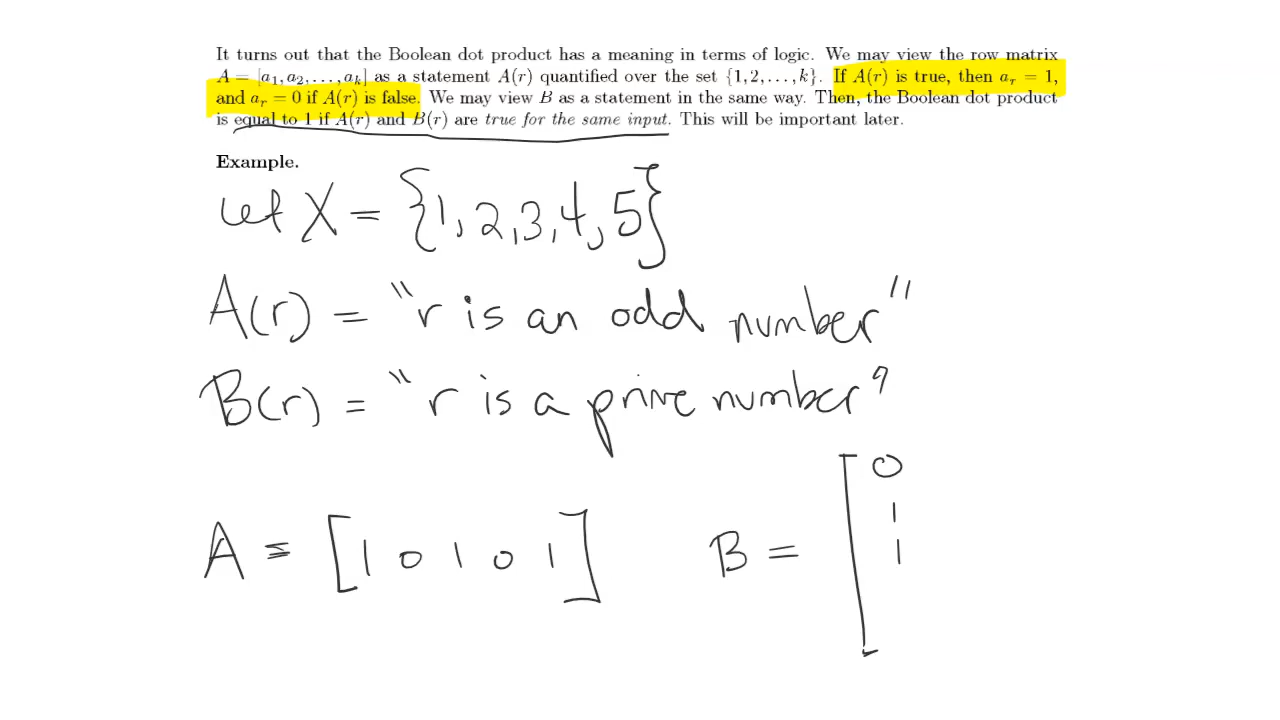 It turns out that the Boolean dot product has a meaning in terms of logic. We may view the row matrix
A = [a₁, a₂, . . . , aₖ] as a statement A(r) quantified over the set {1, 2, . . . , k}. If A(r) is true, then aᵣ = 1,
and aᵣ = 0 if A(r) is false. We may view B as a statement in the same way. Then, the Boolean dot product
is equal to 1 if A(r) and B(r) are true for the same input. This will be important later.
Example.
let X = {1, 2, 3, 4, 5}
A(r) = "r is an odd number"
B(r) = "r is a prime number"
A = [1 0 1 0 1] B = [0
1
1